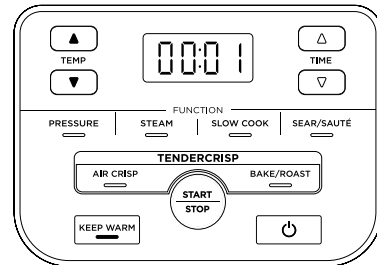 00:01
TEMP
TIME
FUNCTION
PRESSURE STEAM SLOW COOK SEAR/SAUTÉ
TENDERCRISP
AIR CRISP BAKE/ROAST
START
STOP
KEEP WARM